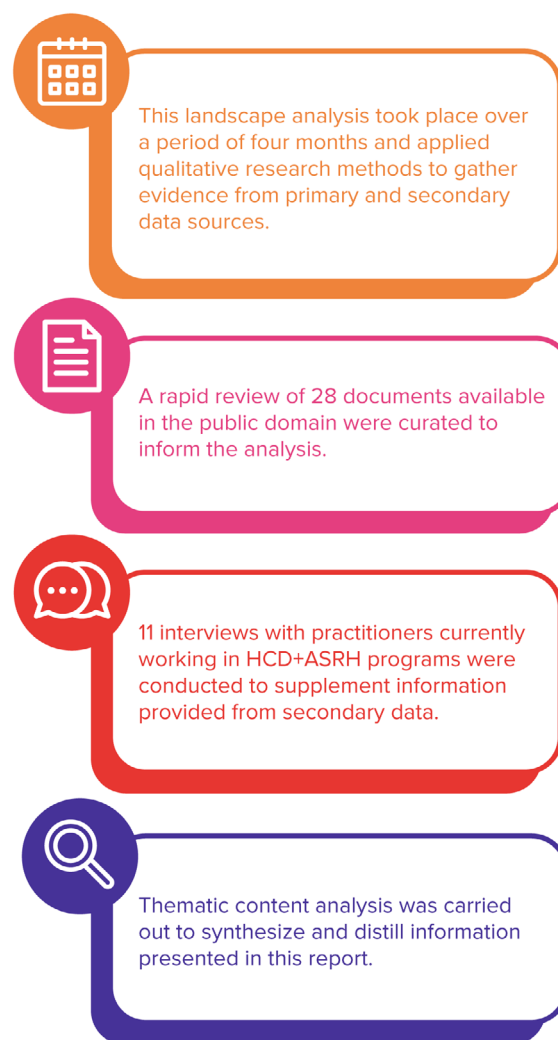 This landscape analysis took place over
a period of four months and applied
qualitative research methods to gather
evidence from primary and secondary
data sources.
A rapid review of 28 documents available
in the public domain were curated to
inform the analysis.
11 interviews with practitioners currently
working in HCD+ASRH programs were
conducted to supplement information
provided from secondary data.
Thematic content analysis was carried
out to synthesize and distill information
presented in this report.